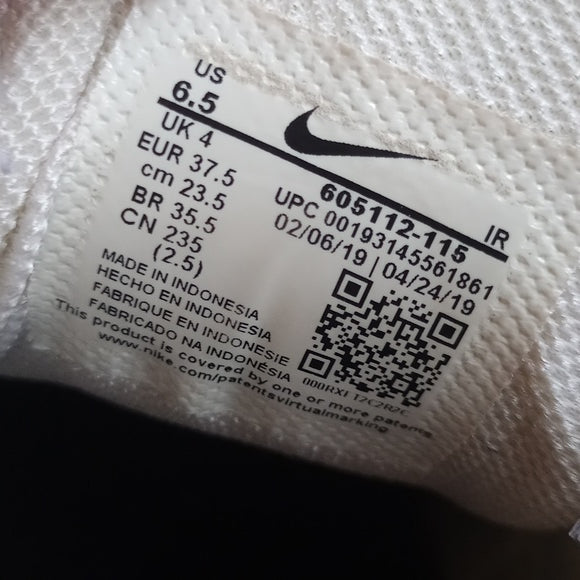 US
6.5
UK 4
EUR 37.5
cm 23.5
BR 35.5
CN 235
(2.5)
605112-115 IR
UPC 00193145561861
02/06/19 | 04/24/19
MADE IN INDONESIA
HECHO EN INDONESIA
FABRIQUE EN INDONESIE
FABRICADO NA INDONÉSIA
This product is covered by one or more patents
www.nike.com/patentsvirtualmarking